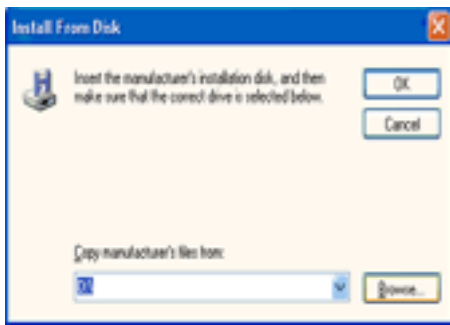 Install From Disk
Insert the manufacturer's installation disk, and then
make sure that the correct drive is selected below.
OK
Cancel
Copy manufacturer's files from:
D:\
Browse...